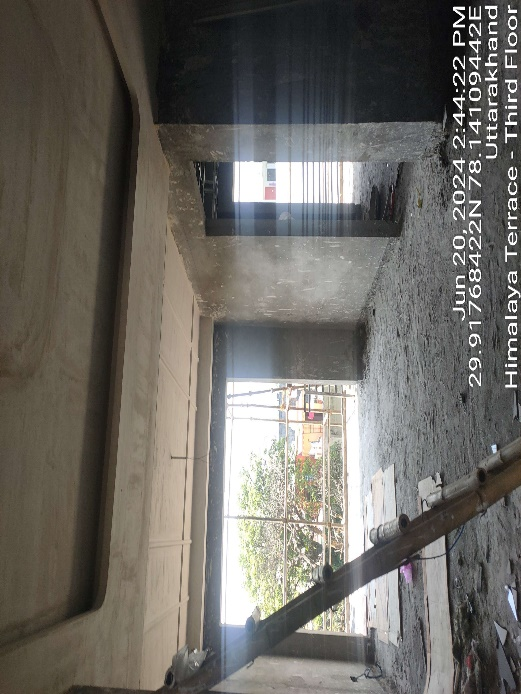 Jun 20, 2024 2:44:22 PM
29.91768422N 78.14109442E
Uttarakhand
Himalaya Terrace - Third Floor